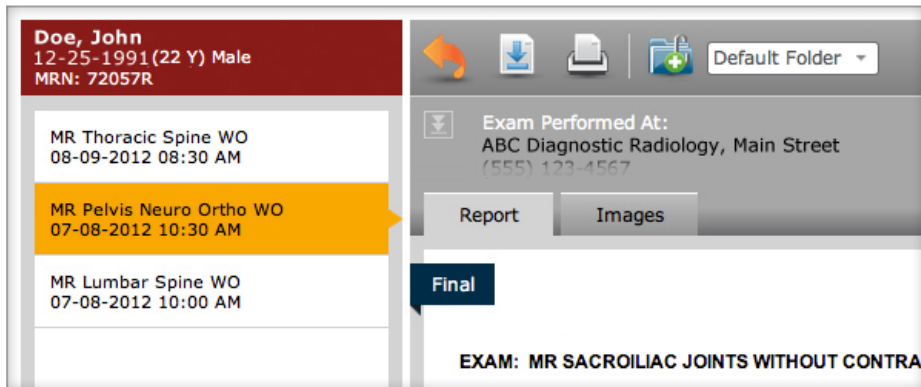 Doe, John
12-25-1991(22 Y) Male
MRN: 72057R
MR Thoracic Spine WO
08-09-2012 08:30 AM
MR Pelvis Neuro Ortho WO
07-08-2012 10:30 AM
MR Lumbar Spine WO
07-08-2012 10:00 AM
Default Folder
Exam Performed At:
ABC Diagnostic Radiology, Main Street
(555) 123-4567
Report
Images
Final
EXAM: MR SACROILIAC JOINTS WITHOUT CONTRA